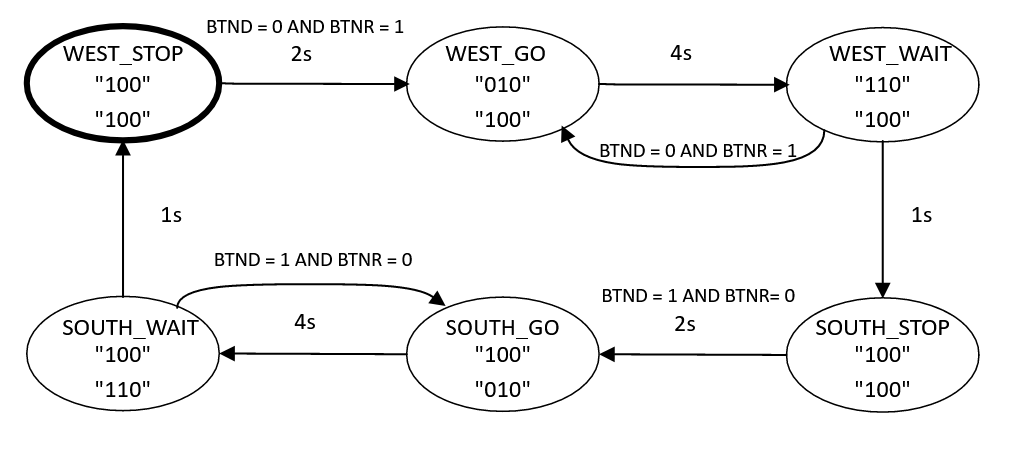 BTND = 0 AND BTNR = 1
2s
WEST_STOP
"100"
"100"
WEST_GO
"010"
"100"
4s
WEST_WAIT
"110"
"100"
BTND = 0 AND BTNR = 1
1s
1s
BTND = 1 AND BTNR = 0
4s
BTND = 1 AND BTNR= 0
2s
SOUTH_WAIT
"100"
"110"
SOUTH_GO
"100"
"010"
SOUTH_STOP
"100"
"100"